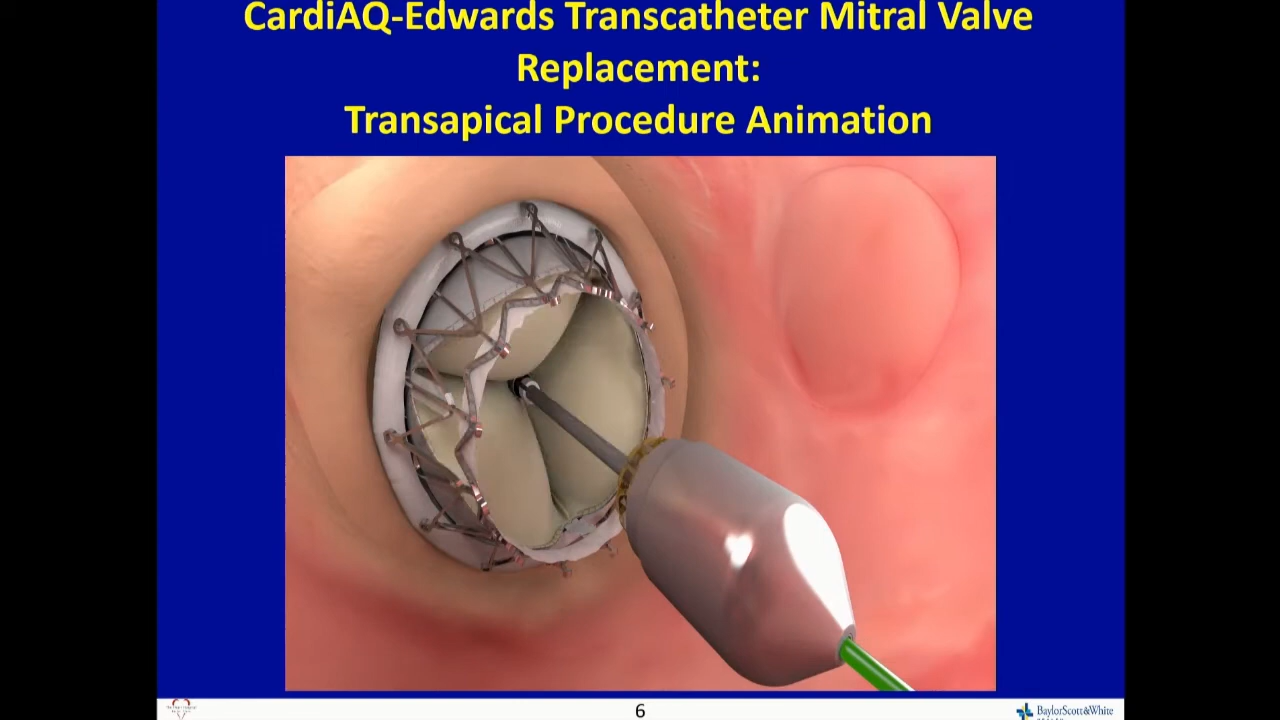 CardiAQ-Edwards Transcatheter Mitral Valve
Replacement:
Transapical Procedure Animation
6
BaylorScott&White